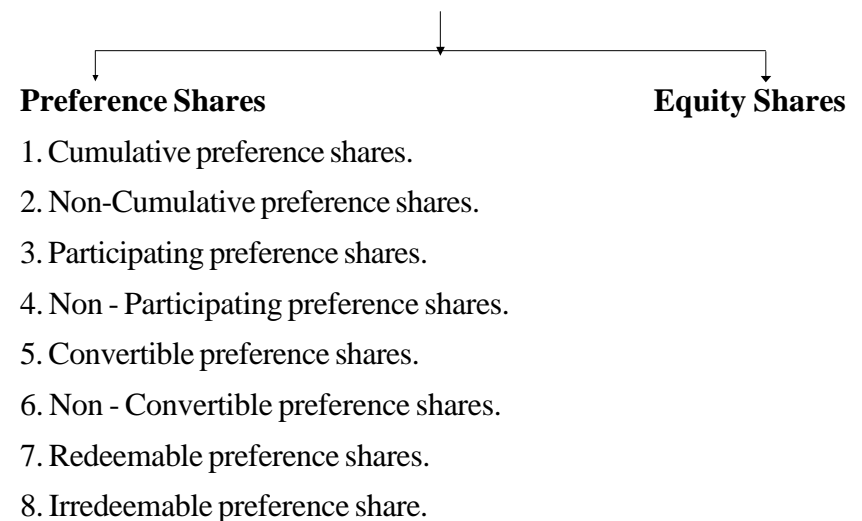 Preference Shares Equity Shares
1. Cumulative preference shares.
2. Non-Cumulative preference shares.
3. Participating preference shares.
4. Non - Participating preference shares.
5. Convertible preference shares.
6. Non - Convertible preference shares.
7. Redeemable preference shares.
8. Irredeemable preference share.